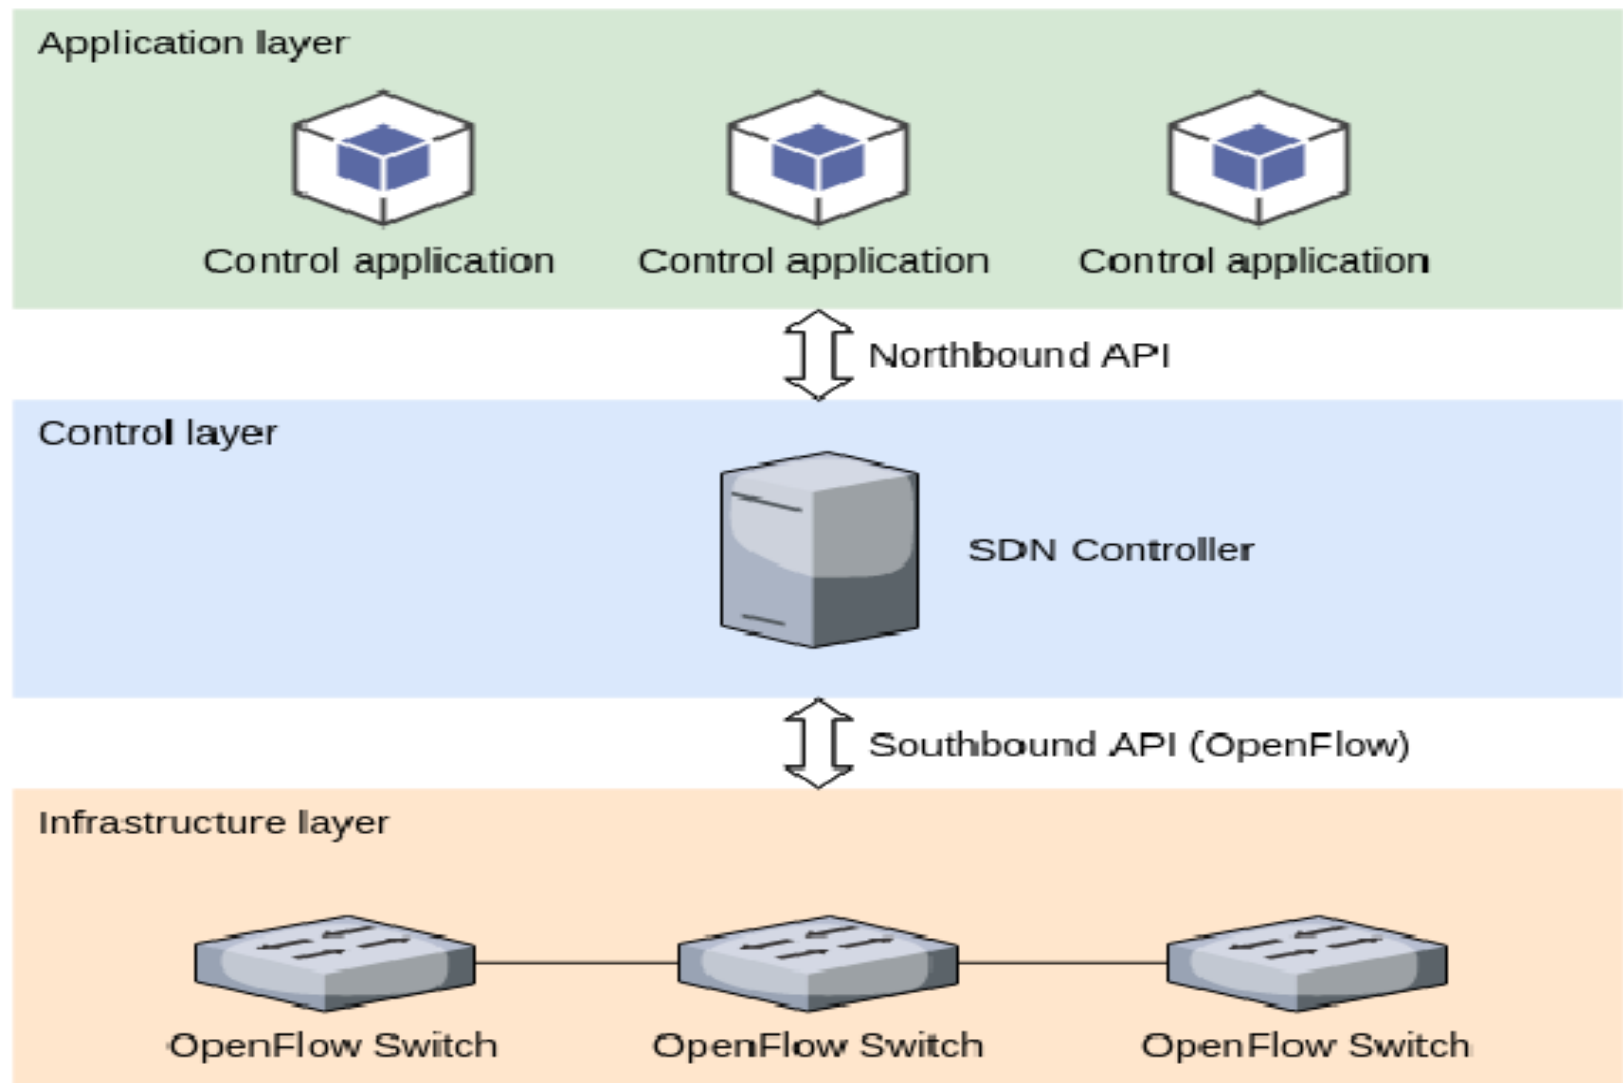 Application layer
Control application
Control application
Control application
Northbound API
Control layer
SDN Controller
Southbound API (OpenFlow)
Infrastructure layer
OpenFlow Switch
OpenFlow Switch
OpenFlow Switch